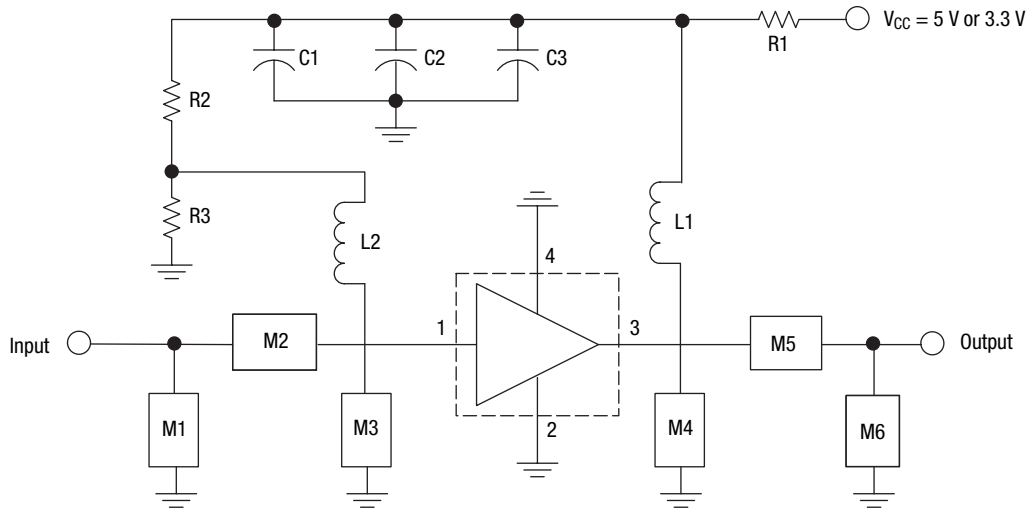 V_CC = 5 V or 3.3 V
R1
C1
C2
C3
R2
R3
L2
L1
4
Input
M2
1
3
M5
Output
M1
M3
2
M4
M6